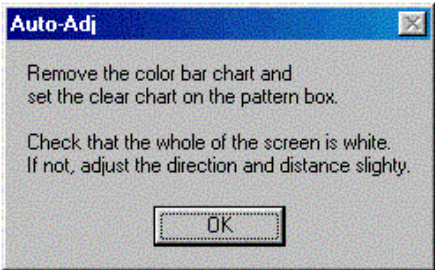 Auto-Adj
Remove the color bar chart and
set the clear chart on the pattern box.
Check that the whole of the screen is white.
If not, adjust the direction and distance slighty.
OK